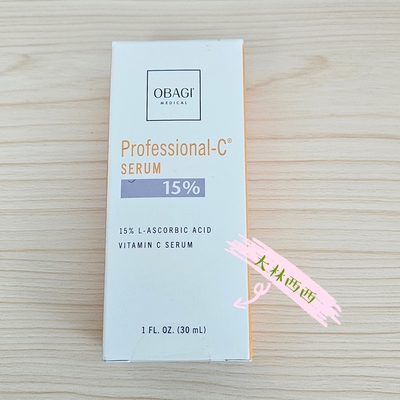 OBAGI®
MEDICAL
Professional-C®
SERUM
15%
15% L-ASCORBIC ACID
VITAMIN C SERUM
大林西西
1 FL. OZ. (30 mL)